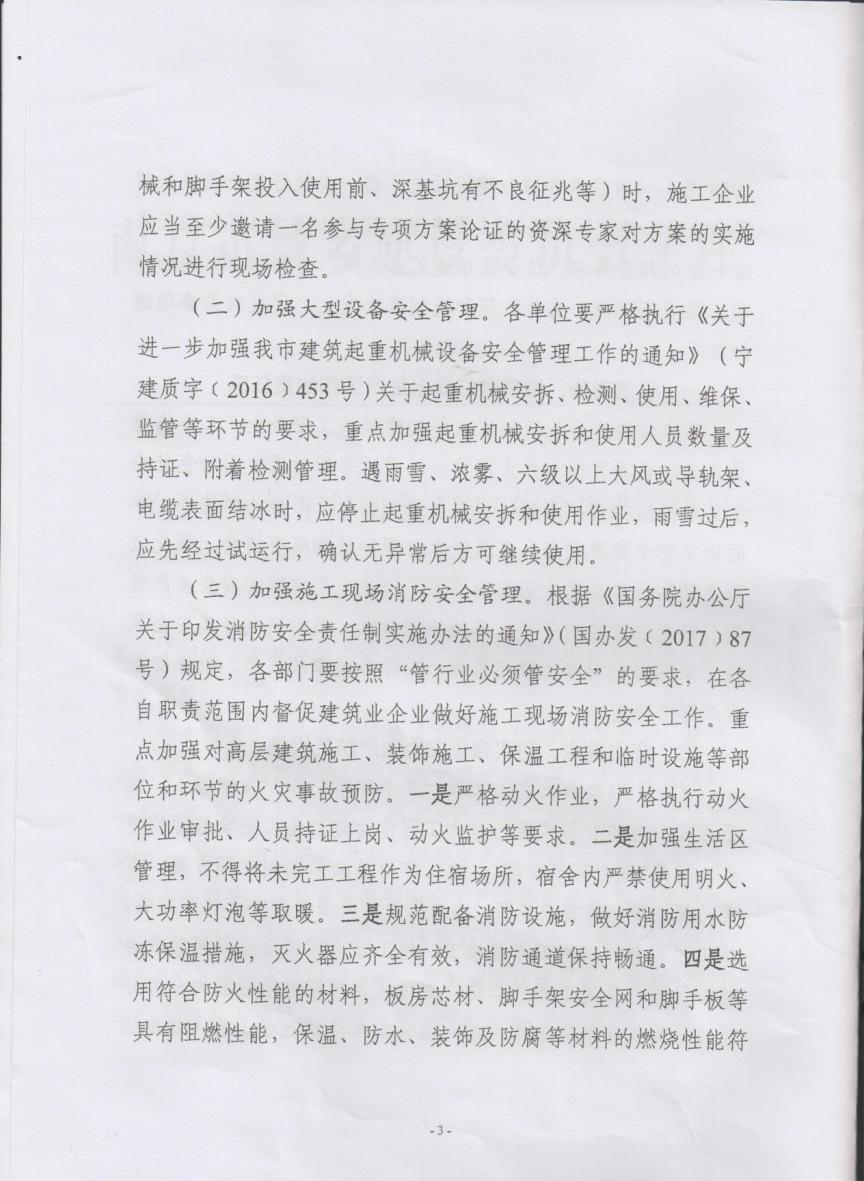 械和脚手架投入使用前、深基坑有不良征兆等）时，施工企业
应当至少邀请一名参与专项方案论证的资深专家对方案的实施
情况进行现场检查。
（二）加强大型设备安全管理。各单位要严格执行《关于
进一步加强我市建筑起重机械设备安全管理工作的通知》（宁
建质字﹝2016﹞453号）关于起重机械安拆、检测、使用、维保、
监管等环节的要求，重点加强起重机械安拆和使用人员数量及
持证、附着检测管理。遇雨雪、浓雾、六级以上大风或导轨架、
电缆表面结冰时，应停止起重机械安拆和使用作业，雨雪过后，
应先经过试运行，确认无异常后方可继续使用。
（三）加强施工现场消防安全管理。根据《国务院办公厅
关于印发消防安全责任制实施办法的通知》（国办发﹝2017﹞87
号）规定，各部门要按照“管行业必须管安全”的要求，在各
自职责范围内督促建筑业企业做好施工现场消防安全工作。重
点加强对高层建筑施工、装饰施工、保温工程和临时设施等部
位和环节的火灾事故预防。一是严格动火作业，严格执行动火
作业审批、人员持证上岗、动火监护等要求。二是加强生活区
管理，不得将未完工工程作为住宿场所，宿舍内严禁使用明火、
大功率灯泡等取暖。三是规范配备消防设施，做好消防用水防
冻保温措施，灭火器应齐全有效，消防通道保持畅通。四是选
用符合防火性能的材料，板房芯材、脚手架安全网和脚手板等
具有阻燃性能，保温、防水、装饰及防腐等材料的燃烧性能符
-3-